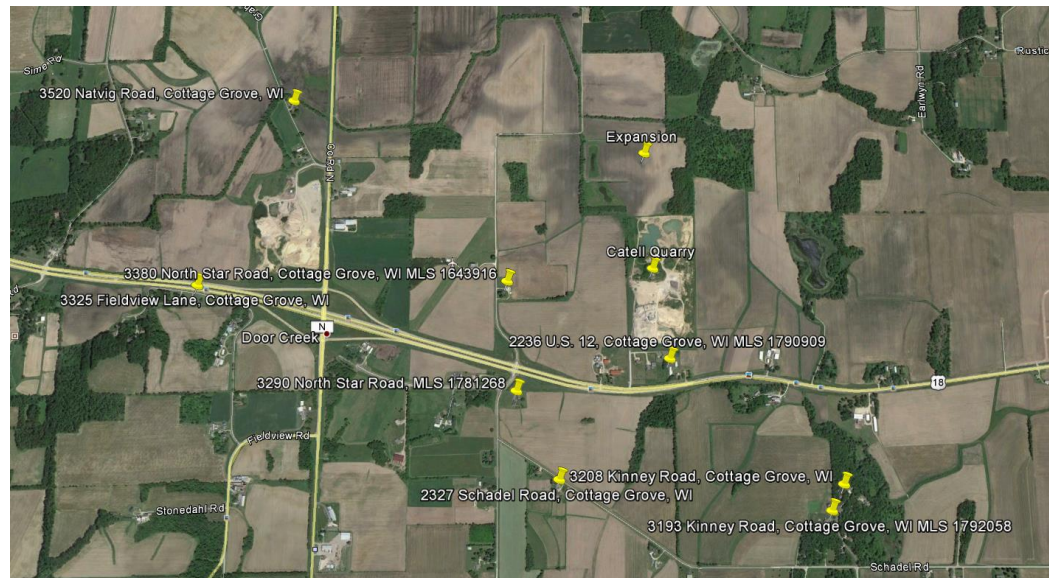 Sime Rd
Rustic
3520 Natvig Road, Cottage Grove, WI
Earlwyn Rd
Expansion
Co Rd N
Catell Quarry
3380 North Star Road, Cottage Grove, WI MLS 1643916
3325 Fieldview Lane, Cottage Grove, WI
N
Door Creek
2236 U.S. 12, Cottage Grove, WI MLS 1790909
3290 North Star Road, MLS 1781268
18
Fieldview Rd
3208 Kinney Road, Cottage Grove, WI
2327 Schadel Road, Cottage Grove, WI
Stonedahl Rd
3193 Kinney Road, Cottage Grove, WI MLS 1792058
Schadel Rd